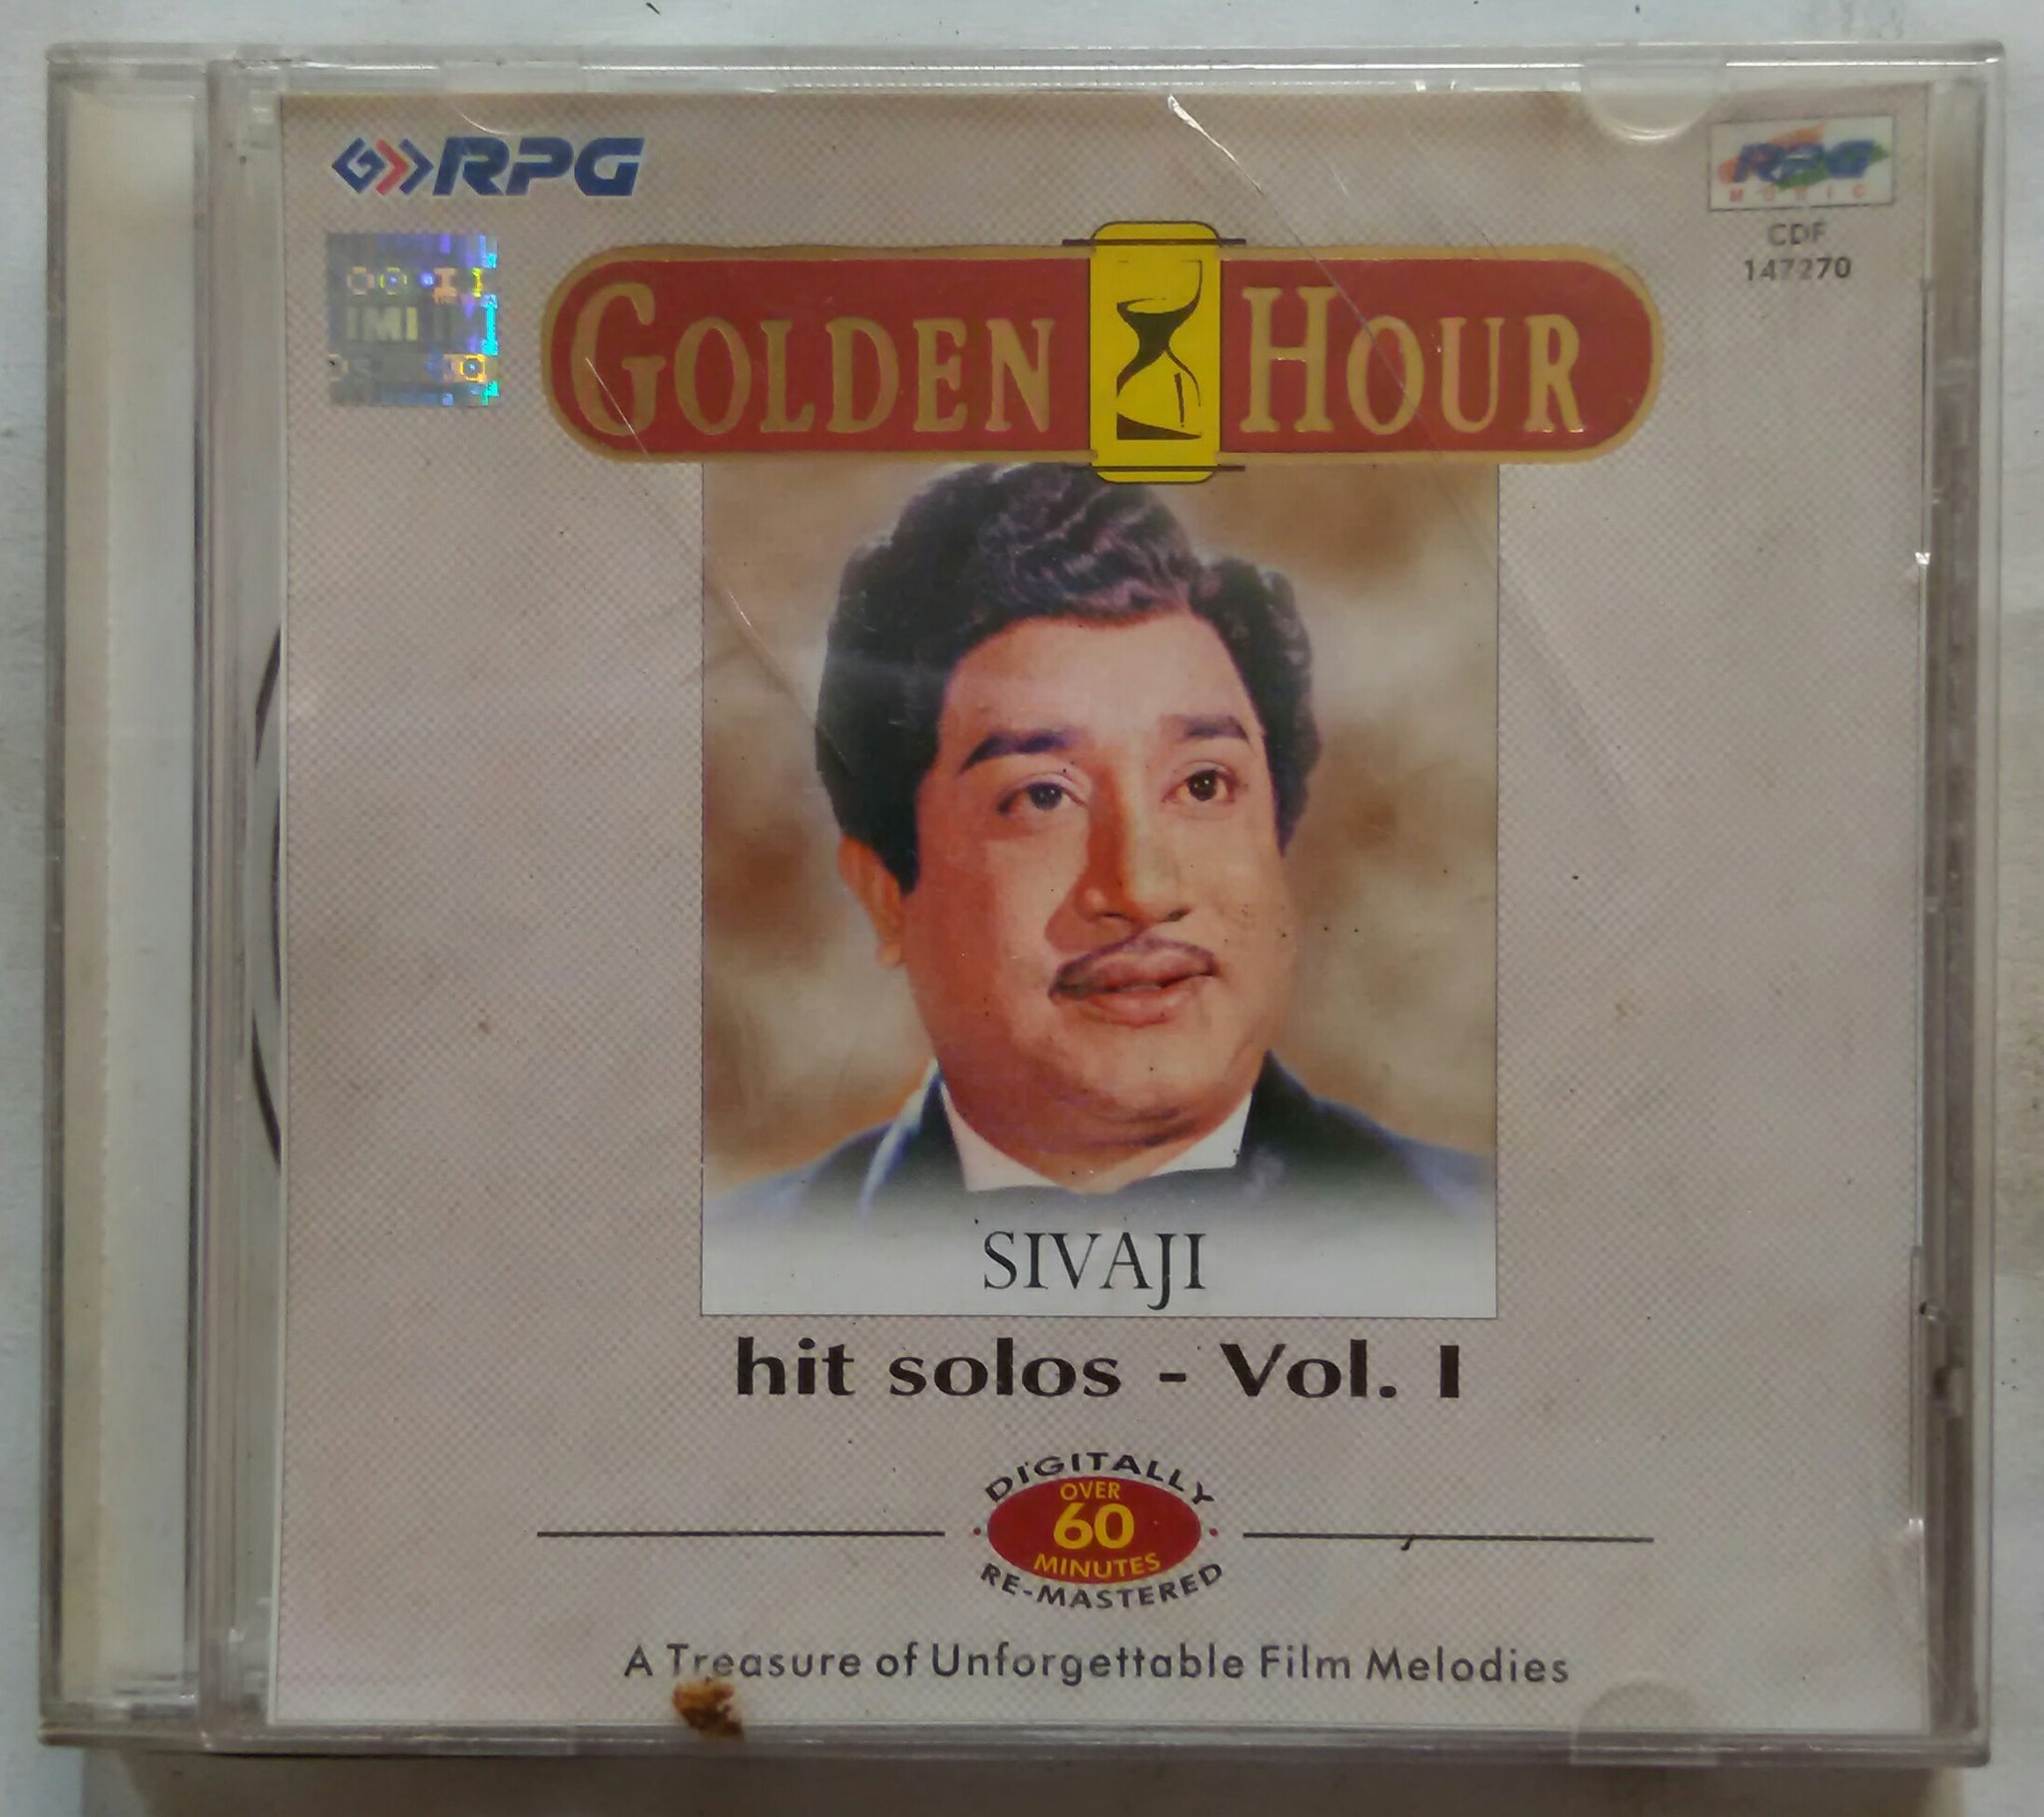 RPG
RPG
MUSIC
CDF
147270
IMI
GOLDEN HOUR
SIVAJI
hit solos - Vol. I
DIGITALLY
OVER
60
MINUTES
RE-MASTERED
A Treasure of Unforgettable Film Melodies